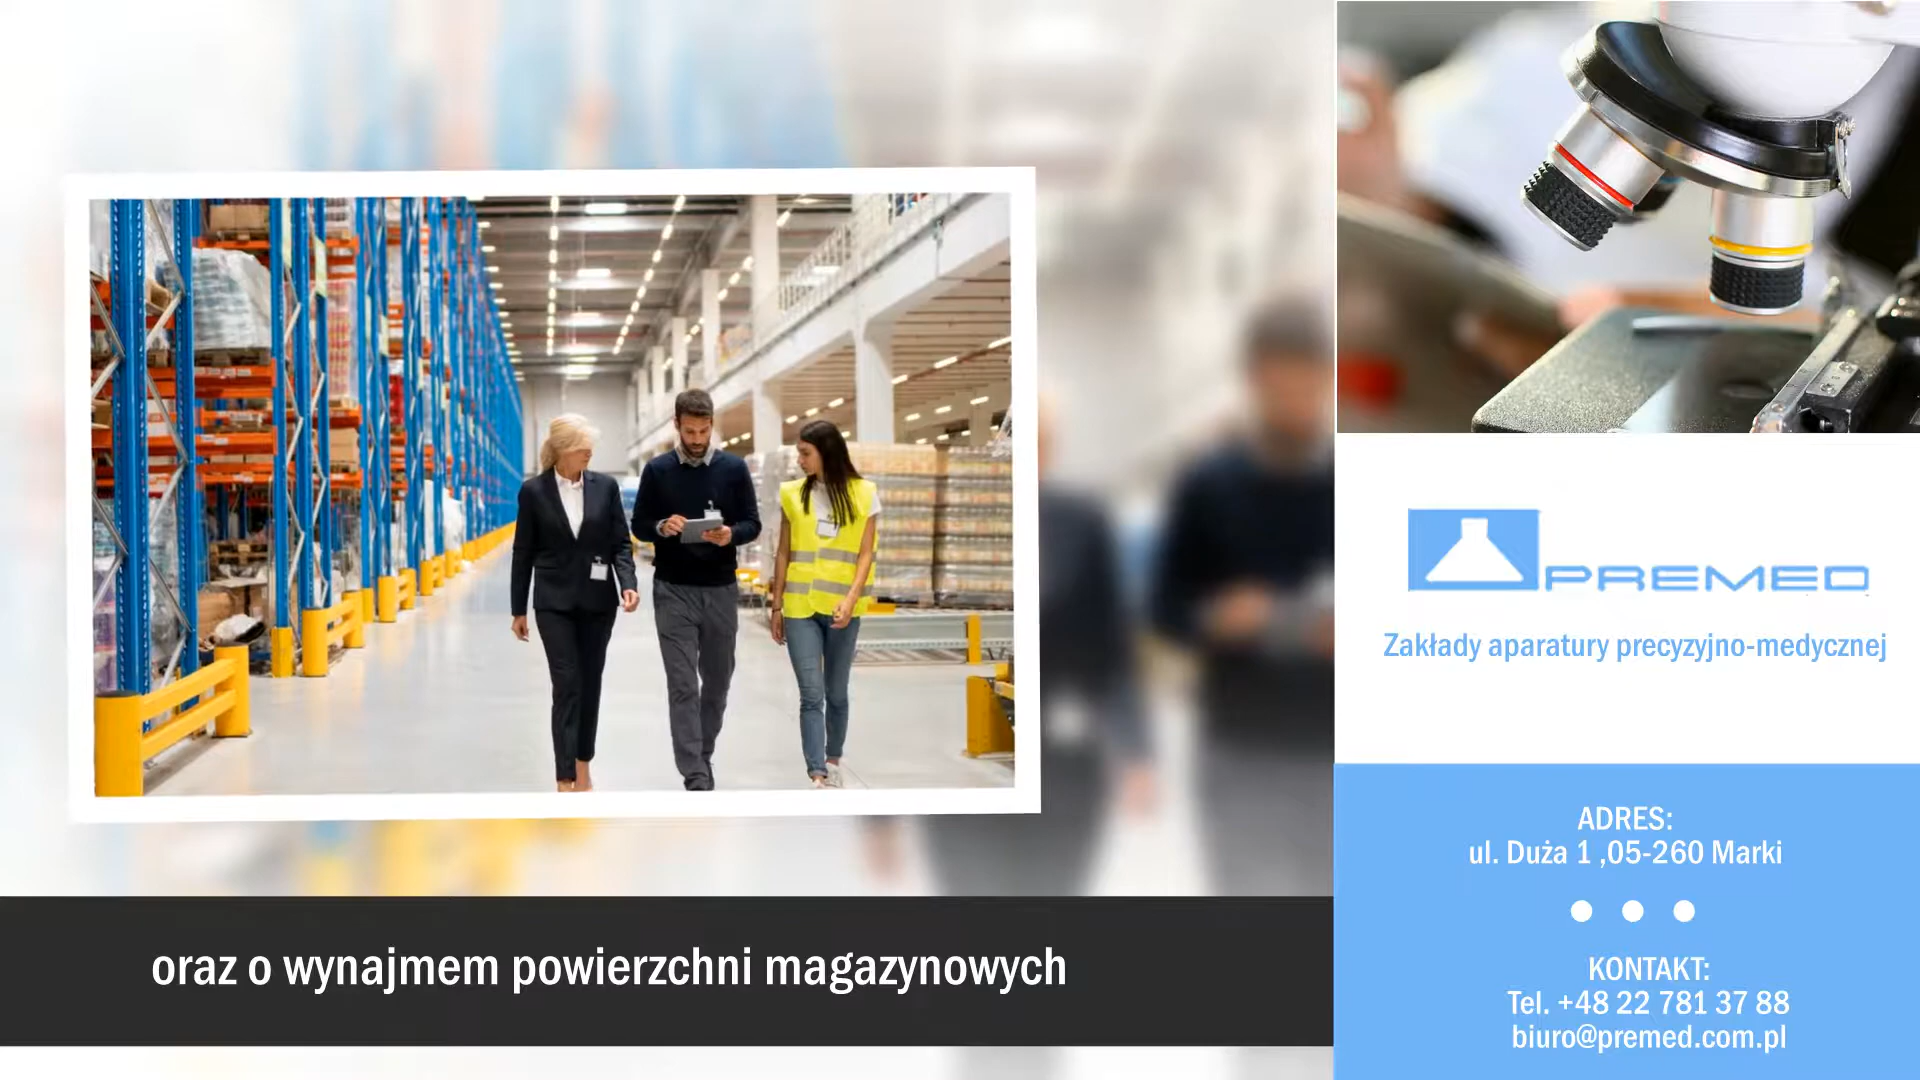 oraz o wynajmem powierzchni magazynowych
PREMED
Zakłady aparatury precyzyjno-medycznej
ADRES:
ul. Duża 1 ,05-260 Marki
KONTAKT:
Tel. +48 22 781 37 88
biuro@premed.com.pl